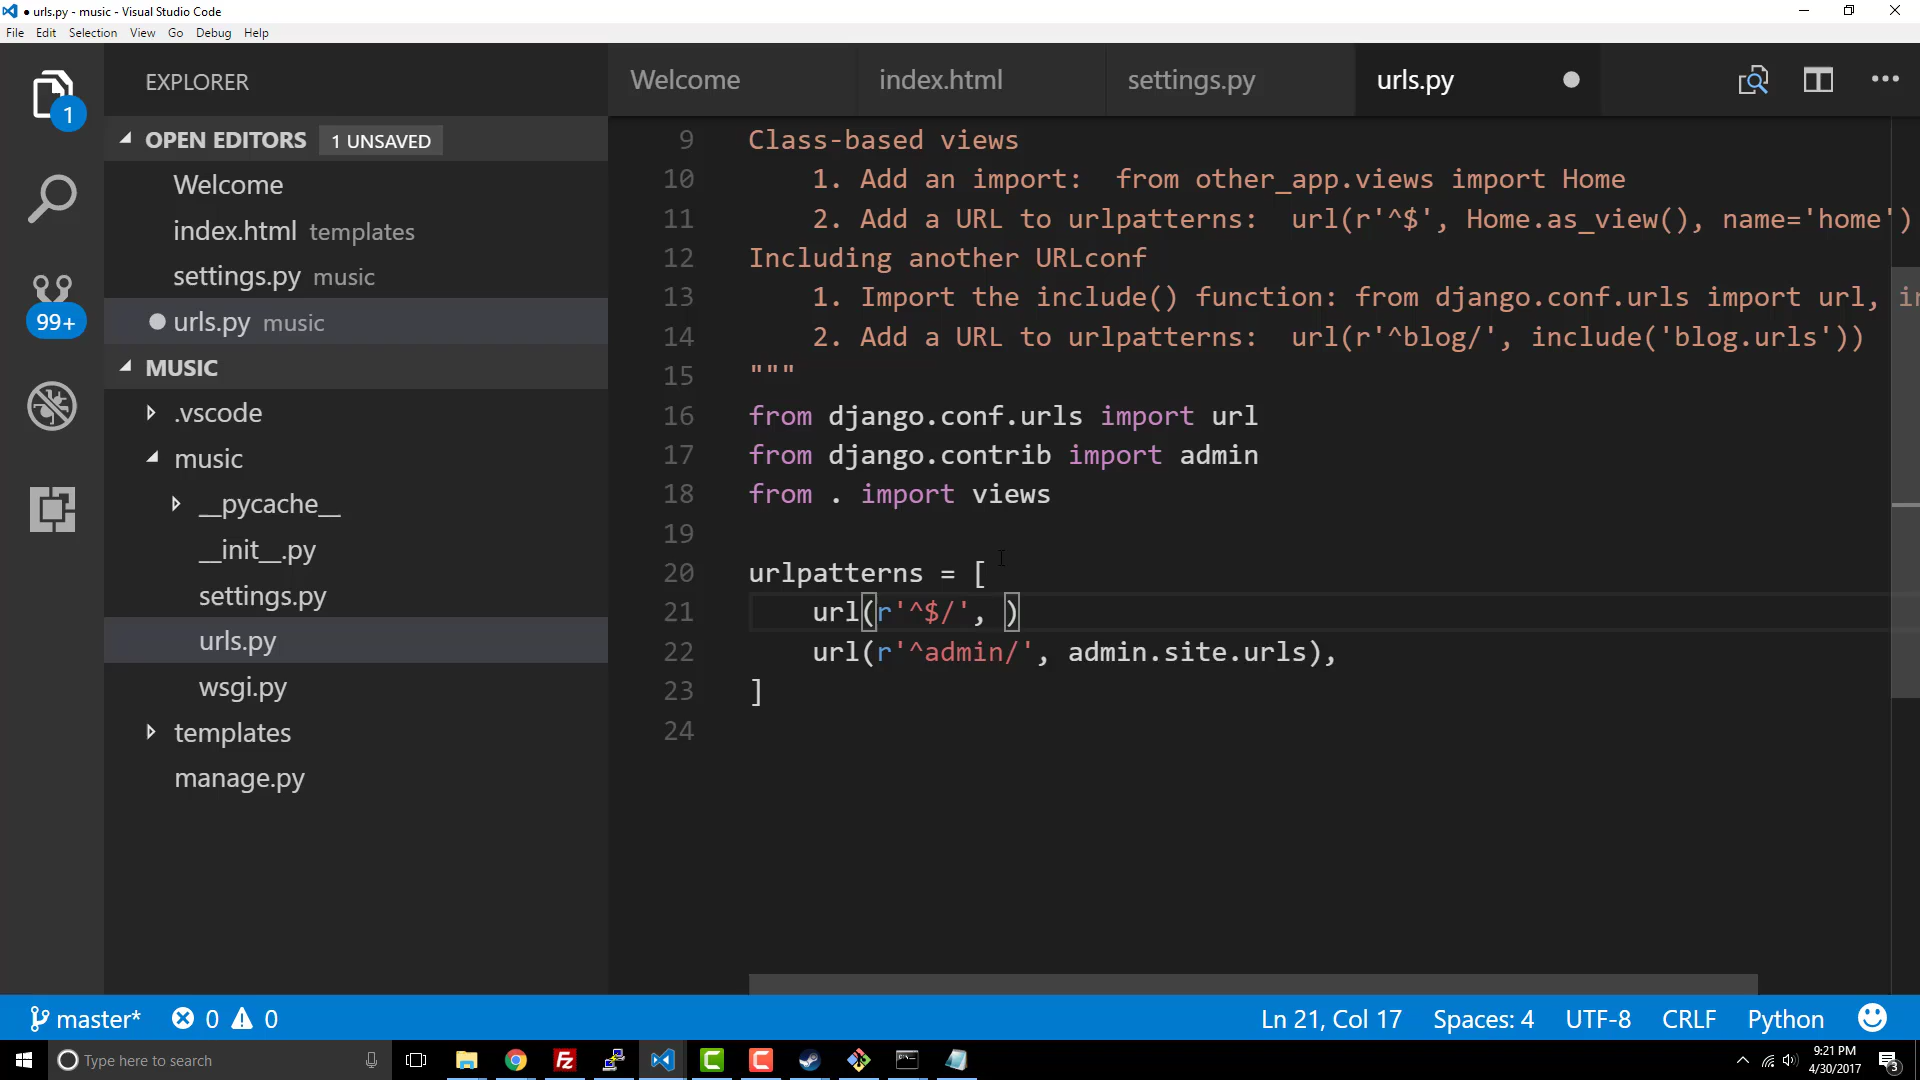 urls.py - music - Visual Studio Code
File Edit Selection View Go Debug Help
EXPLORER
1
99+
OPEN EDITORS 1 UNSAVED
Welcome
index.html templates
settings.py music
urls.py music
MUSIC
.vscode
music
__pycache__
__init__.py
settings.py
urls.py
wsgi.py
templates
manage.py
Welcome index.html settings.py urls.py
9 Class-based views
10 1. Add an import:  from other_app.views import Home
11 2. Add a URL to urlpatterns:  url(r'^$', Home.as_view(), name='home')
12 Including another URLconf
13 1. Import the include() function: from django.conf.urls import url,
14 2. Add a URL to urlpatterns:  url(r'^blog/', include('blog.urls'))
15 """
16 from django.conf.urls import url
17 from django.contrib import admin
18 from . import views
19
20 urlpatterns = [
21 url(r'^$/', )
22 url(r'^admin/', admin.site.urls),
23 ]
24
master* 0 0 Ln 21, Col 17 Spaces: 4 UTF-8 CRLF Python
Type here to search
9:21 PM
4/30/2017
3